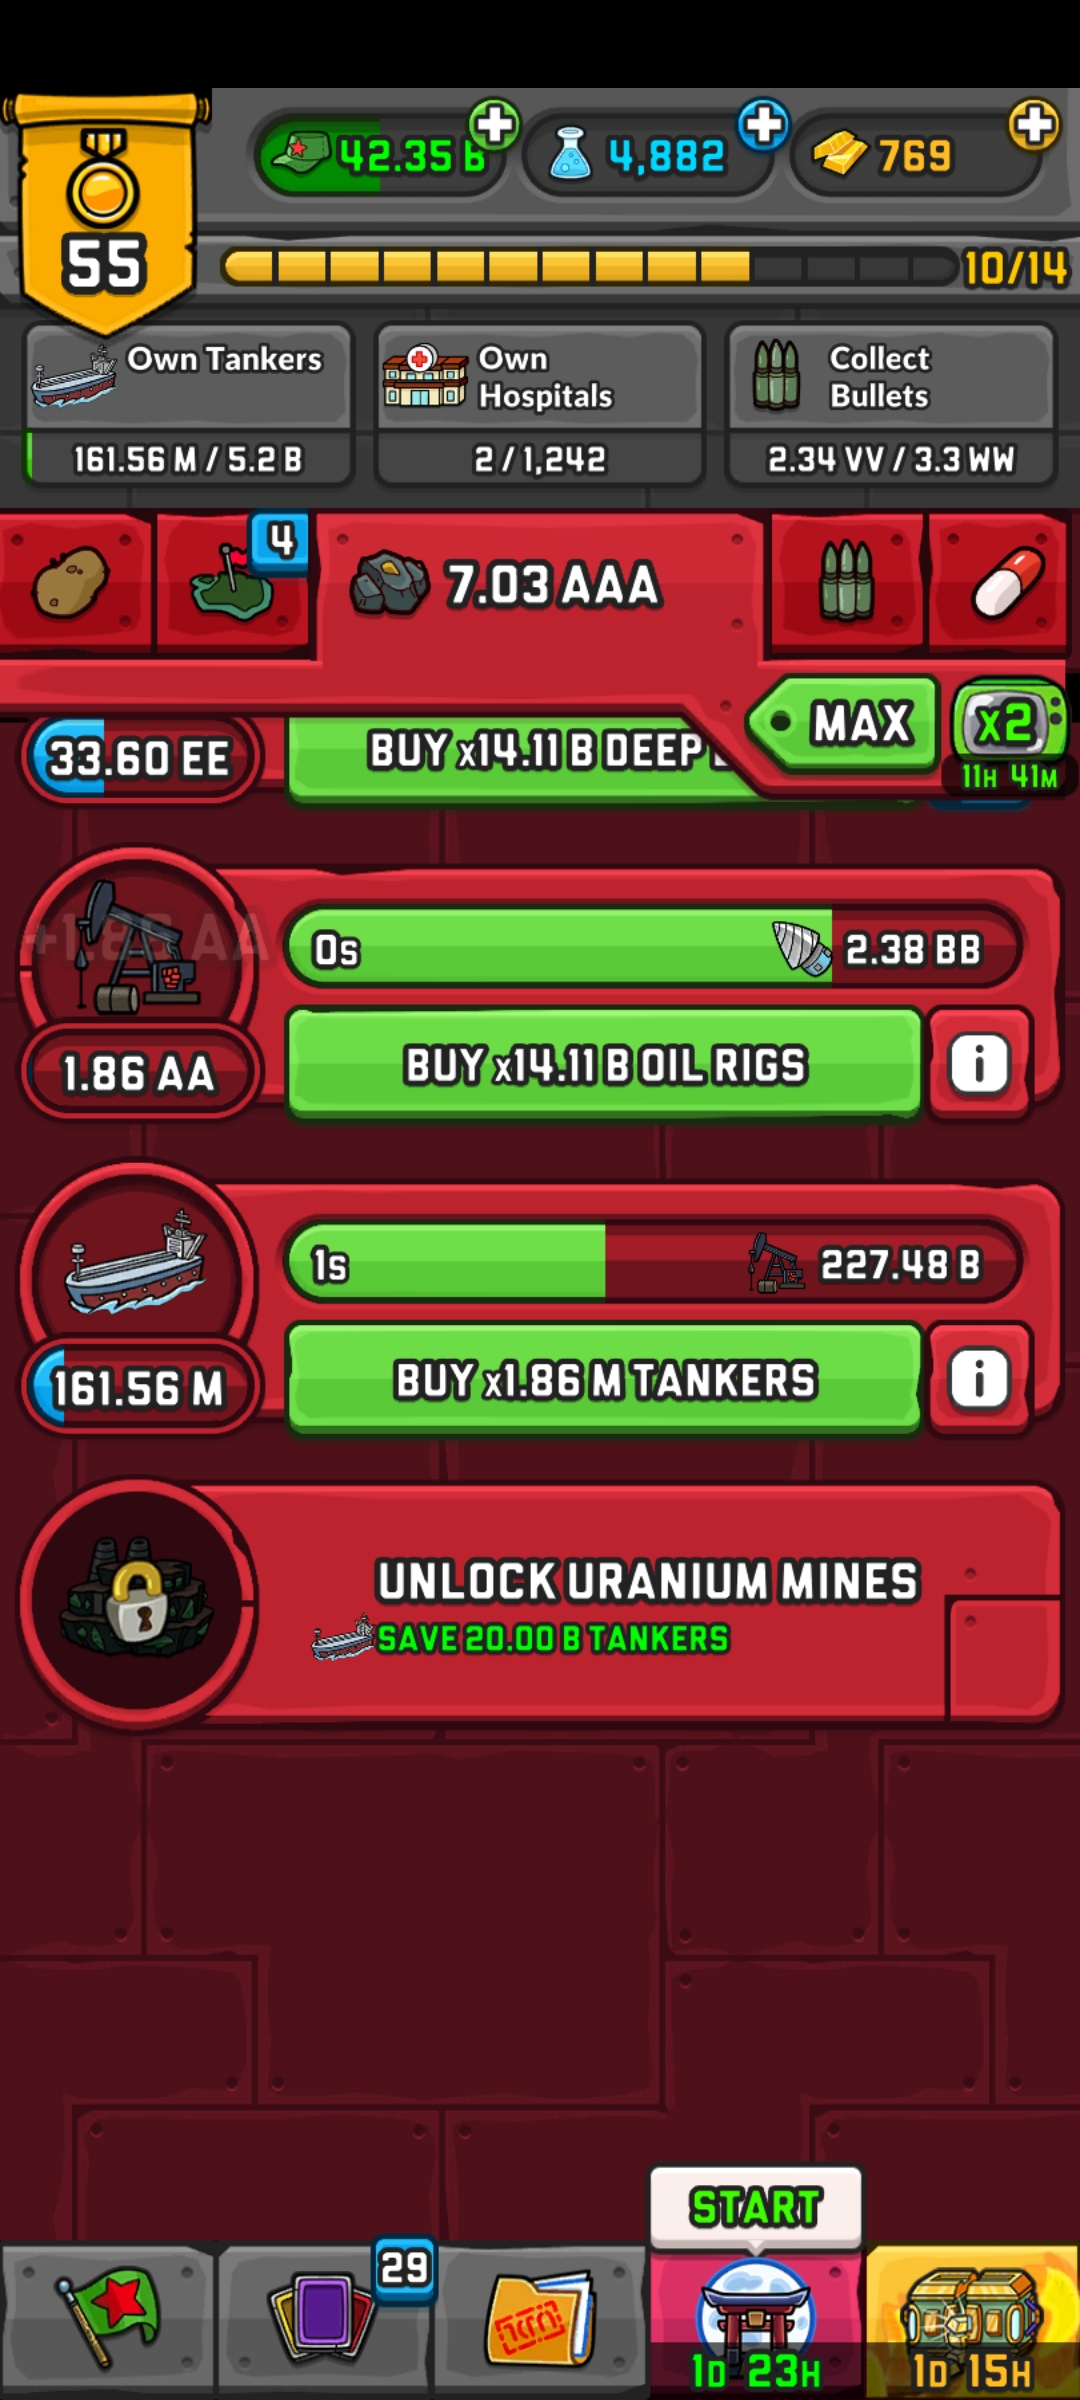 42.35 B
4,882
769
55
10/14
Own Tankers
161.56 M / 5.2 B
Own
Hospitals
2 / 1,242
Collect
Bullets
2.34 VV / 3.3 WW
4
7.03 AAA
MAX
x2
11H 41M
33.60 EE
BUY x14.11 B DEEP
+1.86 AA
0s
2.38 BB
1.86 AA
BUY x14.11 B OIL RIGS
i
1s
227.48 B
161.56 M
BUY x1.86 M TANKERS
i
UNLOCK URANIUM MINES
SAVE 20.00 B TANKERS
START
29
1D 23H
1D 15H